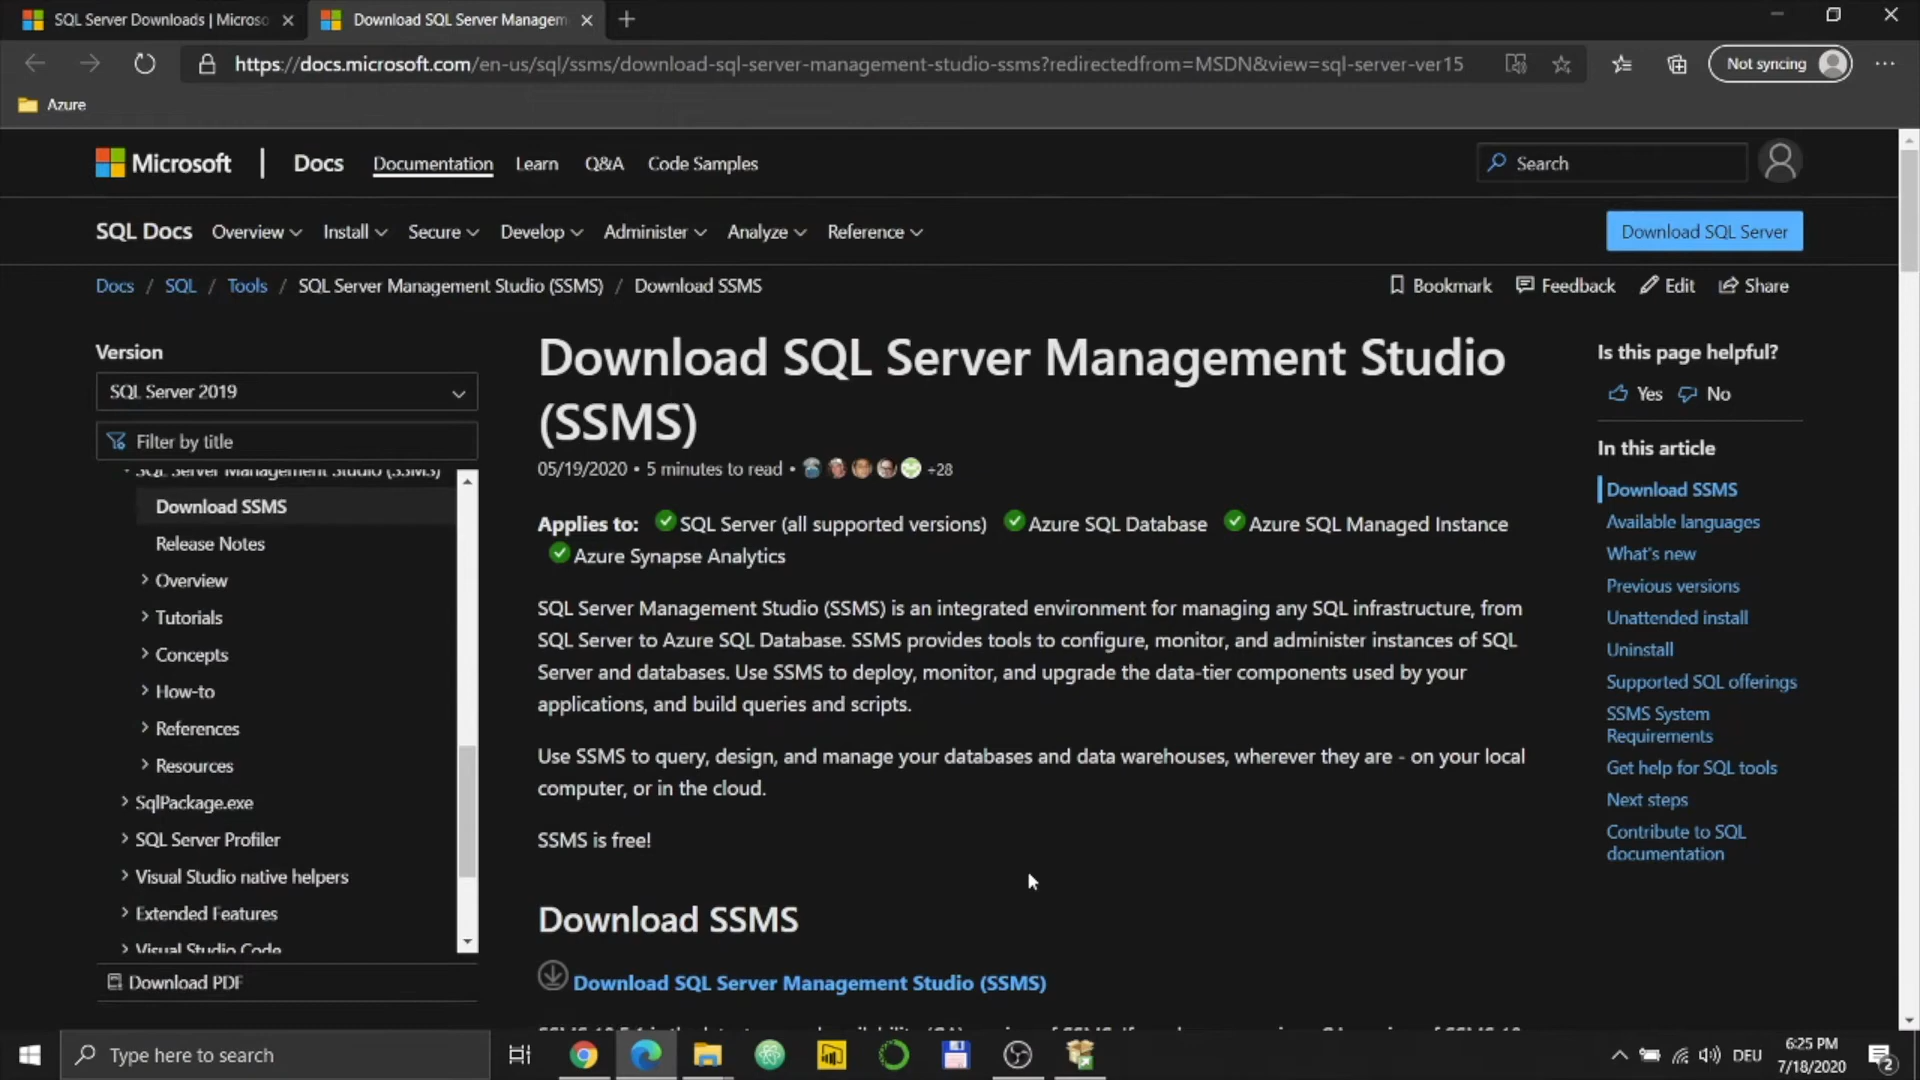 SQL Server Downloads | Microso
Download SQL Server Managem
https://docs.microsoft.com/en-us/sql/ssms/download-sql-server-management-studio-ssms?redirectedfrom=MSDN&view=sql-server-ver15
Not syncing
Azure
Microsoft
Docs
Documentation
Learn
Q&A
Code Samples
Search
SQL Docs
Overview
Install
Secure
Develop
Administer
Analyze
Reference
Download SQL Server
Docs / SQL / Tools / SQL Server Management Studio (SSMS) / Download SSMS
Bookmark
Feedback
Edit
Share
Version
SQL Server 2019
Filter by title
SQL Server Management Studio (SSMS)
Download SSMS
Release Notes
Overview
Tutorials
Concepts
How-to
References
Resources
SqlPackage.exe
SQL Server Profiler
Visual Studio native helpers
Extended Features
Visual Studio Code
Download PDF
Download SQL Server Management Studio
(SSMS)
05/19/2020 • 5 minutes to read • +28
Applies to: SQL Server (all supported versions) Azure SQL Database Azure SQL Managed Instance
Azure Synapse Analytics
SQL Server Management Studio (SSMS) is an integrated environment for managing any SQL infrastructure, from
SQL Server to Azure SQL Database. SSMS provides tools to configure, monitor, and administer instances of SQL
Server and databases. Use SSMS to deploy, monitor, and upgrade the data-tier components used by your
applications, and build queries and scripts.
Use SSMS to query, design, and manage your databases and data warehouses, wherever they are - on your local
computer, or in the cloud.
SSMS is free!
Download SSMS
Download SQL Server Management Studio (SSMS)
Is this page helpful?
Yes
No
In this article
Download SSMS
Available languages
What's new
Previous versions
Unattended install
Uninstall
Supported SQL offerings
SSMS System
Requirements
Get help for SQL tools
Next steps
Contribute to SQL
documentation
Type here to search
DEU
6:25 PM
7/18/2020
2